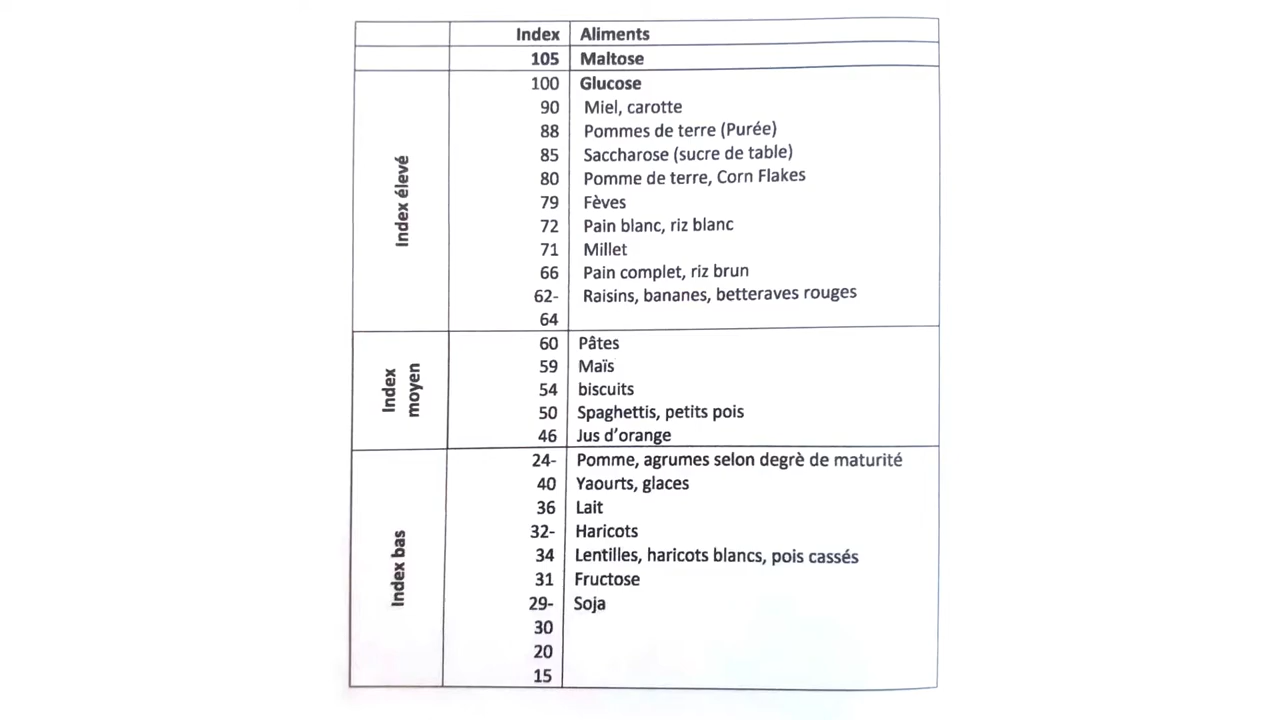 Index Aliments
105 Maltose
Index élevé
100 Glucose
90 Miel, carotte
88 Pommes de terre (Purée)
85 Saccharose (sucre de table)
80 Pomme de terre, Corn Flakes
79 Fèves
72 Pain blanc, riz blanc
71 Millet
66 Pain complet, riz brun
62- Raisins, bananes, betteraves rouges
64
Index
moyen
60 Pâtes
59 Maïs
54 biscuits
50 Spaghettis, petits pois
46 Jus d'orange
Index bas
24- Pomme, agrumes selon degrè de maturité
40 Yaourts, glaces
36 Lait
32- Haricots
34 Lentilles, haricots blancs, pois cassés
31 Fructose
29- Soja
30
20
15